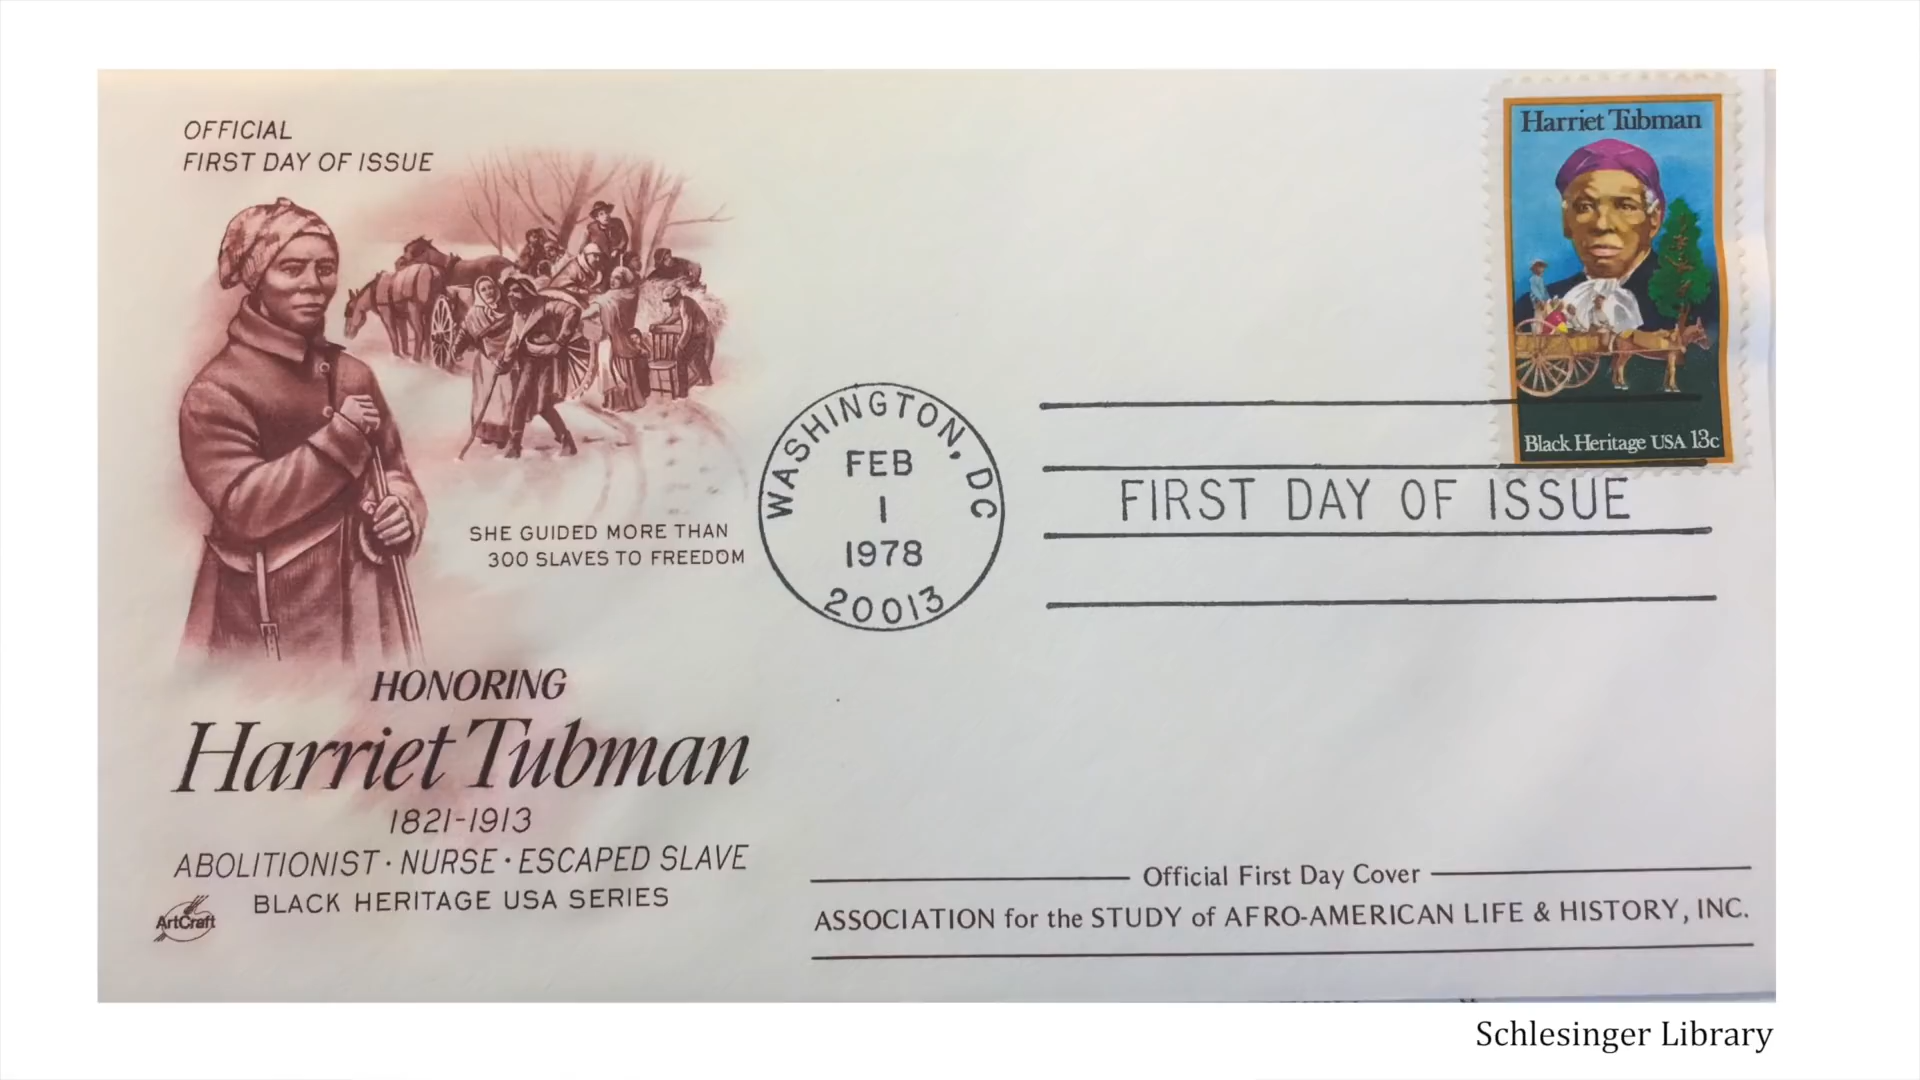 OFFICIAL
FIRST DAY OF ISSUE
SHE GUIDED MORE THAN
300 SLAVES TO FREEDOM
HONORING
Harriet Tubman
1821-1913
ABOLITIONIST · NURSE · ESCAPED SLAVE
BLACK HERITAGE USA SERIES
ArtCraft
WASHINGTON, DC
FEB
1
1978
20013
FIRST DAY OF ISSUE
Harriet Tubman
Black Heritage USA 13c
Official First Day Cover
ASSOCIATION for the STUDY of AFRO-AMERICAN LIFE & HISTORY, INC.
Schlesinger Library